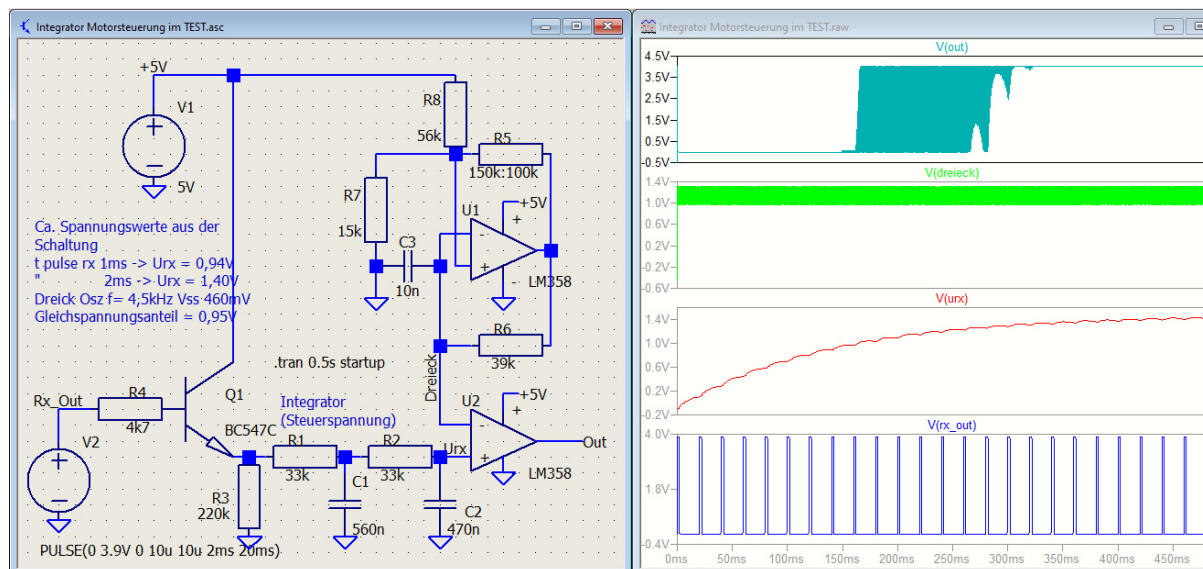 Integrator Motorsteuerung im TEST.asc
+5V
V1
5V
R8
56k
R5
150k:100k
R7
15k
U1
+5V
LM358
C3
10n
Ca. Spannungswerte aus der
Schaltung
t pulse rx 1ms -> Urx = 0,94V
" 2ms -> Urx = 1,40V
Dreick Osz f= 4,5kHz Vss 460mV
Gleichspannungsanteil = 0,95V
R6
39k
.tran 0.5s startup
Dreieck
Rx_Out
R4
4k7
Q1
BC547C
Integrator
(Steuerspannung)
U2
+5V
Out
LM358
V2
R1
33k
R2
33k
Urx
R3
220k
C1
560n
C2
470n
PULSE(0 3.9V 0 10u 10u 2ms 20ms)
Integrator Motorsteuerung im TEST.raw
V(out)
4.5V
3.5V
2.5V
1.5V
0.5V
-0.5V
V(dreieck)
1.4V
1.0V
0.6V
0.2V
-0.2V
-0.6V
V(urx)
1.4V
1.0V
0.6V
0.2V
-0.2V
V(rx_out)
4.0V
1.8V
-0.4V
0ms 50ms 100ms 150ms 200ms 250ms 300ms 350ms 400ms 450ms